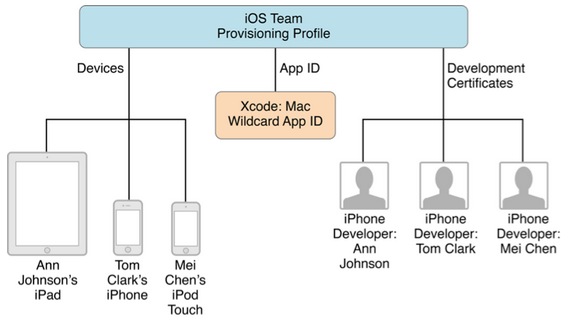 iOS Team
Provisioning Profile
Devices
App ID
Development
Certificates
Xcode: Mac
Wildcard App ID
Ann
Johnson's
iPad
Tom
Clark's
iPhone
Mei
Chen's
iPod
Touch
iPhone
Developer:
Ann
Johnson
iPhone
Developer:
Tom Clark
iPhone
Developer:
Mei Chen